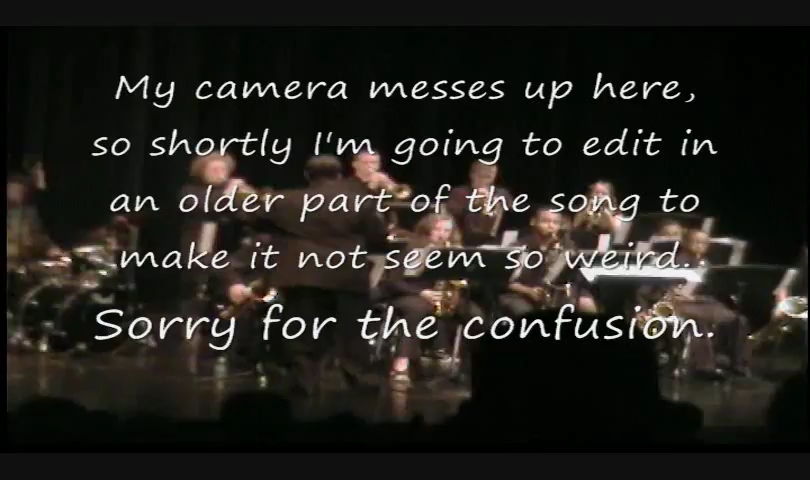 My camera messes up here,
so shortly I'm going to edit in
an older part of the song to
make it not seem so weird..
Sorry for the confusion.